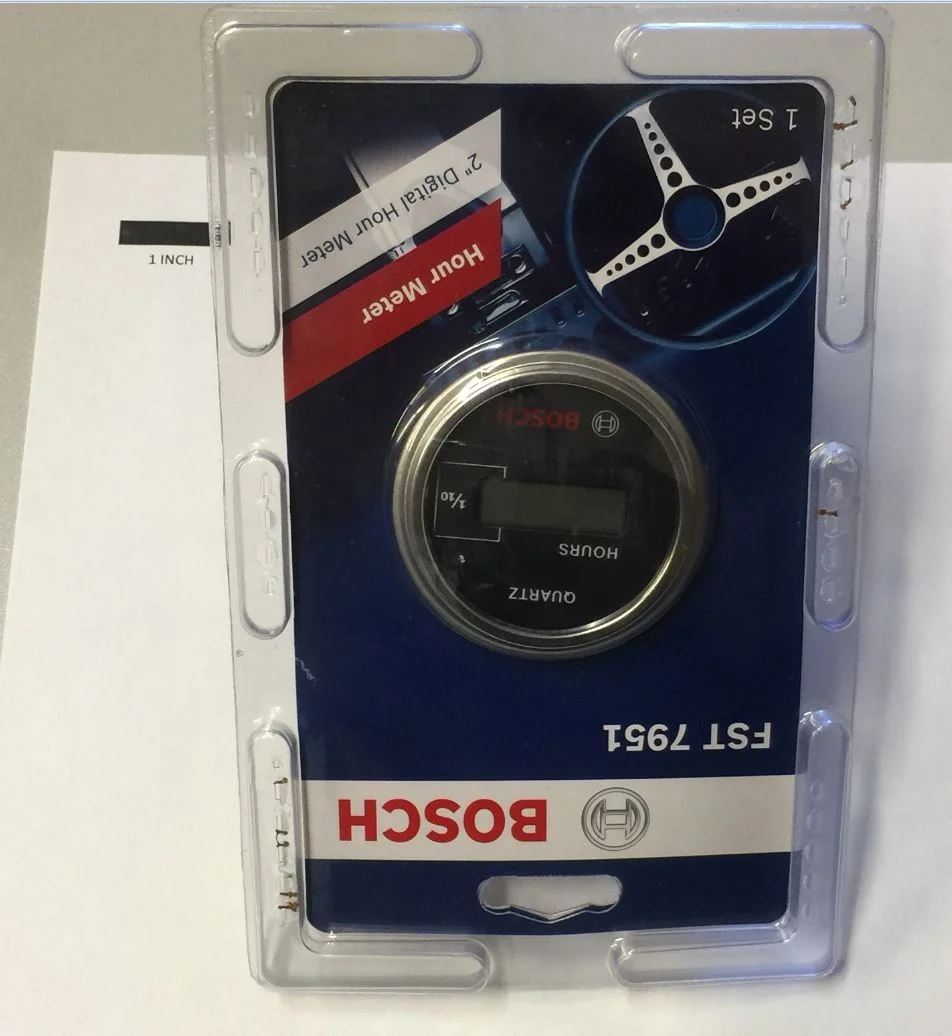 BOSCH
FST 7951
QUARTZ
HOURS
1/10
BOSCH
Hour Meter
2" Digital Hour Meter
1 Set
1 INCH